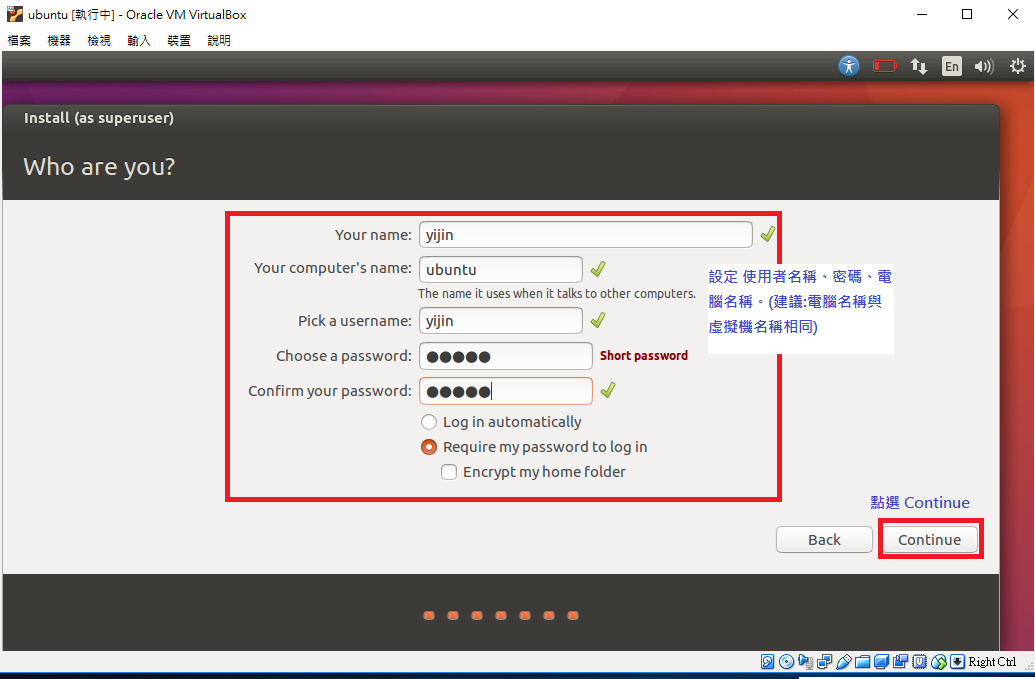 ubuntu [執行中] - Oracle VM VirtualBox
檔案 機器 檢視 輸入 裝置 說明
En
Install (as superuser)
Who are you?
Your name: yijin
Your computer's name: ubuntu
The name it uses when it talks to other computers.
設定 使用者名稱、密碼、電
腦名稱。(建議:電腦名稱與
虛擬機名稱相同)
Pick a username: yijin
Choose a password: ●●●●● Short password
Confirm your password: ●●●●●
Log in automatically
Require my password to log in
Encrypt my home folder
點選 Continue
Back Continue
Right Ctrl